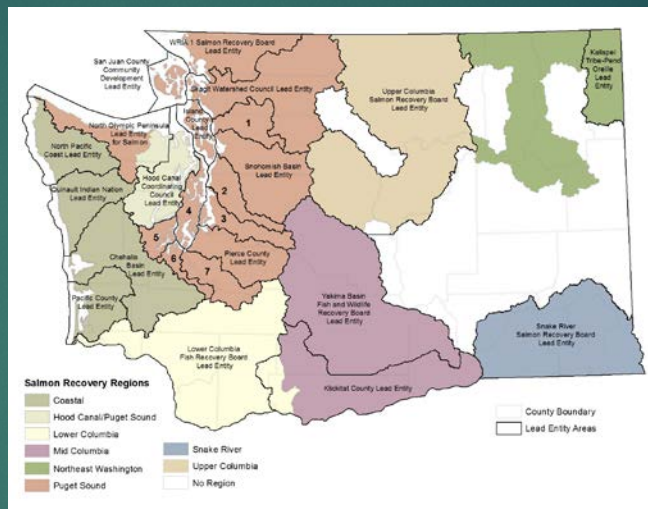 WRIA 1 Salmon Recovery Board
Lead Entity
San Juan County
Community
Development
Lead Entity
Skagit Watershed Council Lead Entity
Island
County
Lead
Entity
Upper Columbia
Salmon Recovery Board
Lead Entity
Kalispel
Tribe-Pend
Oreille
Lead
Entity
1
North Olympic Peninsula
Lead Entity
for Salmon
North Pacific
Coast Lead Entity
Snohomish Basin
Lead Entity
Quinault Indian Nation
Lead Entity
Hood Canal
Coordinating
Council
Lead Entity
2
4
3
5
6
7
Chehalis
Basin
Lead Entity
Pierce County
Lead Entity
Pacific County
Lead Entity
Yakima Basin
Fish and Wildlife
Recovery Board
Lead Entity
Snake River
Salmon Recovery Board
Lead Entity
Lower Columbia
Fish Recovery Board
Lead Entity
Klickitat County Lead Entity
Salmon Recovery Regions
Coastal
Hood Canal/Puget Sound
Lower Columbia
Mid Columbia
Northeast Washington
Puget Sound
Snake River
Upper Columbia
No Region
County Boundary
Lead Entity Areas